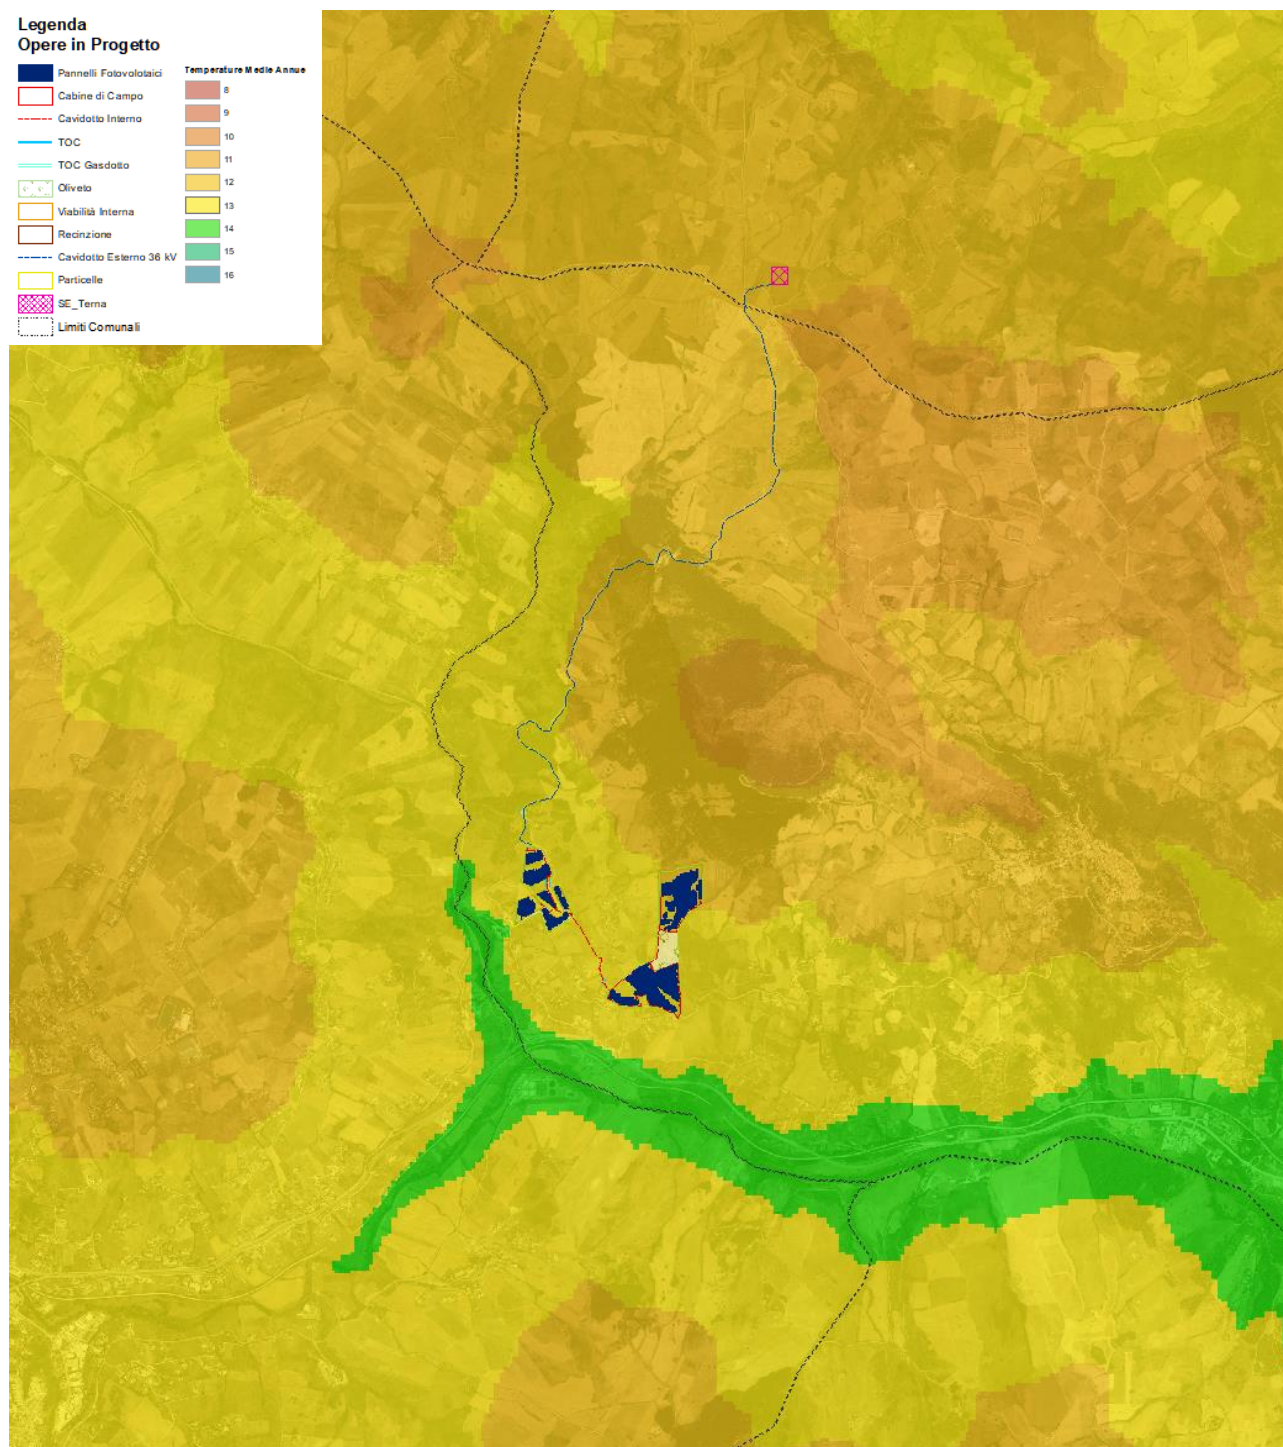 Legenda
Opere in Progetto
Pannelli Fotovolotaici
Cabine di Campo
Cavidotto Interno
TOC
TOC Gasdotto
Oliveto
Viabilità Interna
Recinzione
Cavidotto Esterno 36 kV
Particelle
SE_Terna
Limiti Comunali
Temperature Medie Annue
8
9
10
11
12
13
14
15
16